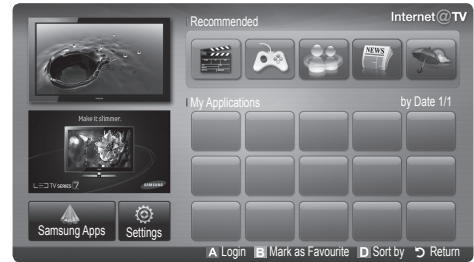 Recommended
Internet@TV
NEWS
My Applications
by Date 1/1
Make it slimmer.
LED TV SERIES 7
SAMSUNG
Samsung Apps
Settings
A Login B Mark as Favourite D Sort by Return